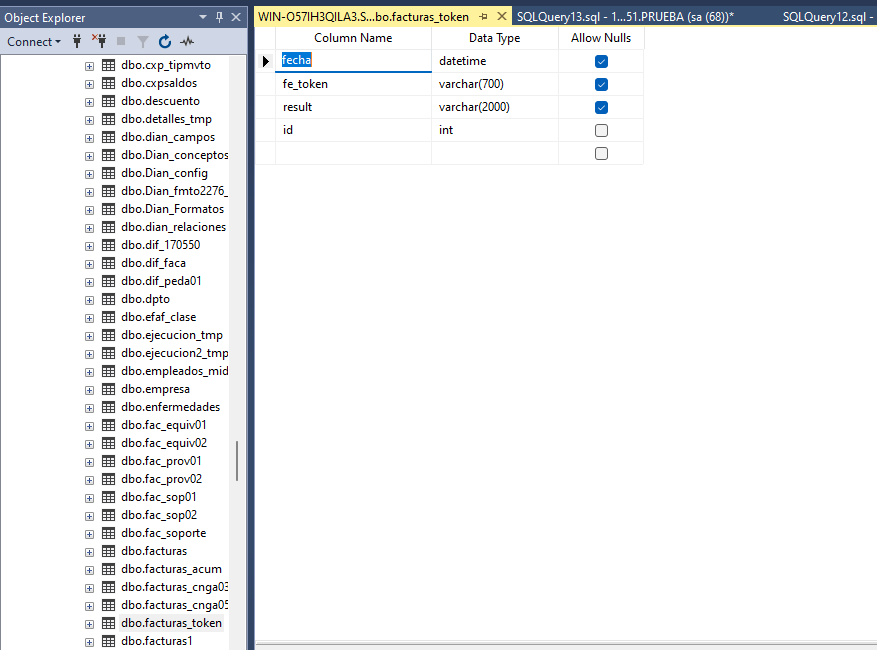 Object Explorer
Connect
dbo.cxp_tipmvto
dbo.cxpsaldos
dbo.descuento
dbo.detalles_tmp
dbo.dian_campos
dbo.Dian_conceptos
dbo.Dian_config
dbo.Dian_fmto2276_
dbo.Dian_Formatos
dbo.dian_relaciones
dbo.dif_170550
dbo.dif_faca
dbo.dif_peda01
dbo.dpto
dbo.efaf_clase
dbo.ejecucion_tmp
dbo.ejecucion2_tmp
dbo.empleados_mid
dbo.empresa
dbo.enfermedades
dbo.fac_equiv01
dbo.fac_equiv02
dbo.fac_prov01
dbo.fac_prov02
dbo.fac_sop01
dbo.fac_sop02
dbo.fac_soporte
dbo.facturas
dbo.facturas_acum
dbo.facturas_cnga03
dbo.facturas_cnga05
dbo.facturas_token
dbo.facturas1
WIN-O57IH3QILA3.S...bo.facturas_token SQLQuery13.sql - 1...51.PRUEBA (sa (68))* SQLQuery12.sql -
Column Name Data Type Allow Nulls
fecha datetime
fe_token varchar(700)
result varchar(2000)
id int